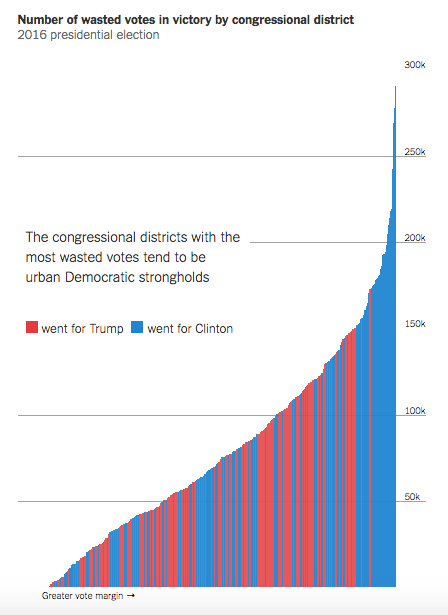 Number of wasted votes in victory by congressional district
2016 presidential election
300k
250k
The congressional districts with the
most wasted votes tend to be
urban Democratic strongholds
200k
went for Trump went for Clinton
150k
100k
50k
Greater vote margin →